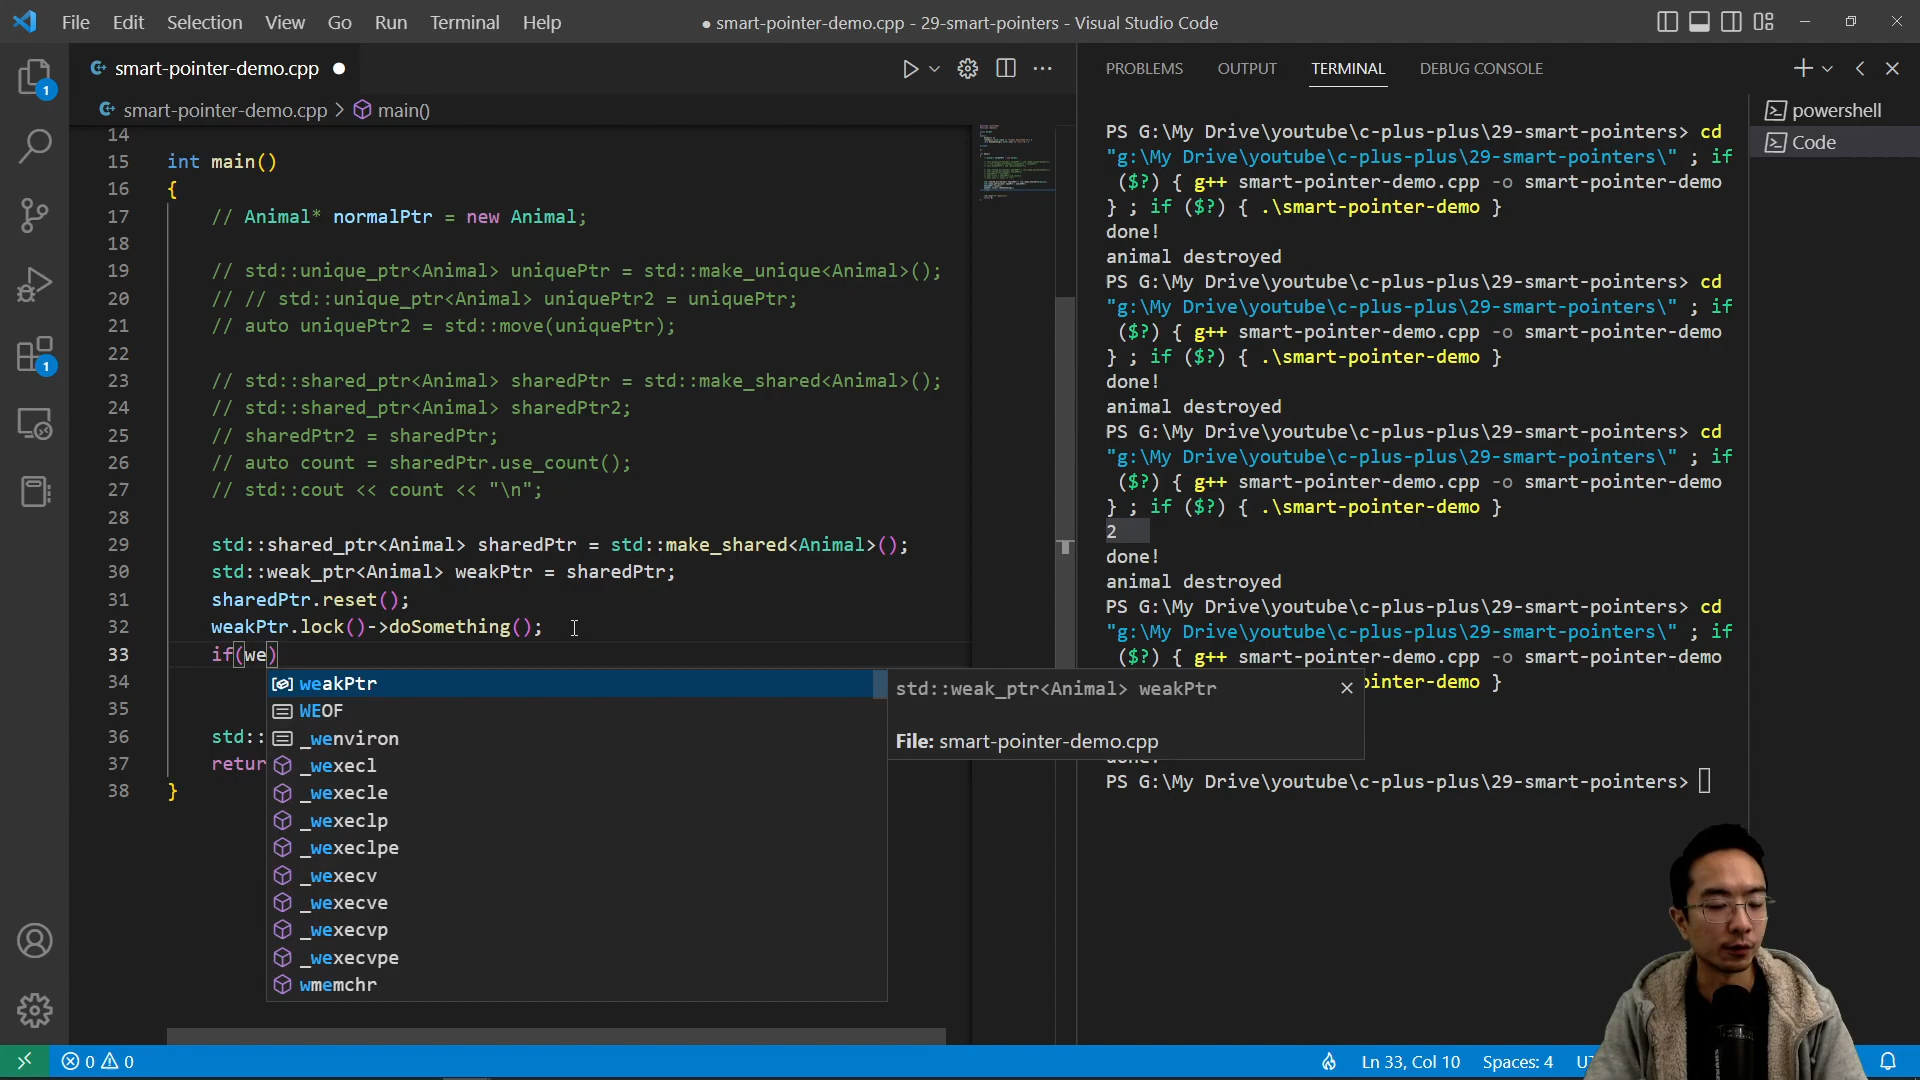 File Edit Selection View Go Run Terminal Help
● smart-pointer-demo.cpp - 29-smart-pointers - Visual Studio Code
smart-pointer-demo.cpp ●
smart-pointer-demo.cpp > main()
14
15 int main()
16 {
17 // Animal* normalPtr = new Animal;
18
19 // std::unique_ptr<Animal> uniquePtr = std::make_unique<Animal>();
20 // // std::unique_ptr<Animal> uniquePtr2 = uniquePtr;
21 // auto uniquePtr2 = std::move(uniquePtr);
22
23 // std::shared_ptr<Animal> sharedPtr = std::make_shared<Animal>();
24 // std::shared_ptr<Animal> sharedPtr2;
25 // sharedPtr2 = sharedPtr;
26 // auto count = sharedPtr.use_count();
27 // std::cout << count << "\n";
28
29 std::shared_ptr<Animal> sharedPtr = std::make_shared<Animal>();
30 std::weak_ptr<Animal> weakPtr = sharedPtr;
31 sharedPtr.reset();
32 weakPtr.lock()->doSomething();
33 if(we)
34
35
36 std::
37 retur
38 }
weakPtr
WEOF
_wenviron
_wexecl
_wexecle
_wexeclp
_wexeclpe
_wexecv
_wexecve
_wexecvp
_wexecvpe
wmemchr
std::weak_ptr<Animal> weakPtr
File: smart-pointer-demo.cpp
PROBLEMS OUTPUT TERMINAL DEBUG CONSOLE
powershell
Code
PS G:\My Drive\youtube\c-plus-plus\29-smart-pointers> cd
"g:\My Drive\youtube\c-plus-plus\29-smart-pointers\" ; if
($?) { g++ smart-pointer-demo.cpp -o smart-pointer-demo
} ; if ($?) { .\smart-pointer-demo }
done!
animal destroyed
PS G:\My Drive\youtube\c-plus-plus\29-smart-pointers> cd
"g:\My Drive\youtube\c-plus-plus\29-smart-pointers\" ; if
($?) { g++ smart-pointer-demo.cpp -o smart-pointer-demo
} ; if ($?) { .\smart-pointer-demo }
done!
animal destroyed
PS G:\My Drive\youtube\c-plus-plus\29-smart-pointers> cd
"g:\My Drive\youtube\c-plus-plus\29-smart-pointers\" ; if
($?) { g++ smart-pointer-demo.cpp -o smart-pointer-demo
} ; if ($?) { .\smart-pointer-demo }
2
done!
animal destroyed
PS G:\My Drive\youtube\c-plus-plus\29-smart-pointers> cd
"g:\My Drive\youtube\c-plus-plus\29-smart-pointers\" ; if
($?) { g++ smart-pointer-demo.cpp -o smart-pointer-demo
ointer-demo }
done!
PS G:\My Drive\youtube\c-plus-plus\29-smart-pointers>
1
1
0 0
Ln 33, Col 10 Spaces: 4